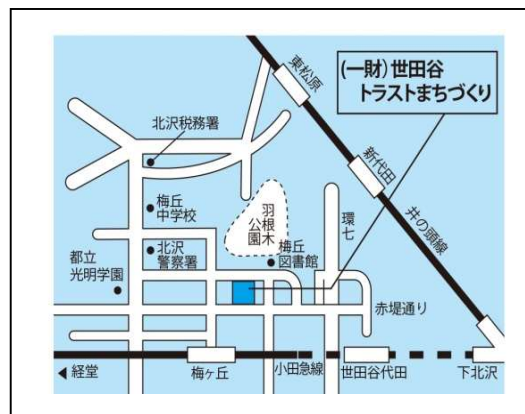 (一財)世田谷
トラストまちづくり
東松原
北沢税務署
新代田
梅丘
中学校
羽根木
公園
環七
井の頭線
都立
光明学園
北沢
警察署
梅丘
図書館
赤堤通り
経堂
梅ヶ丘
小田急線
世田谷代田
下北沢